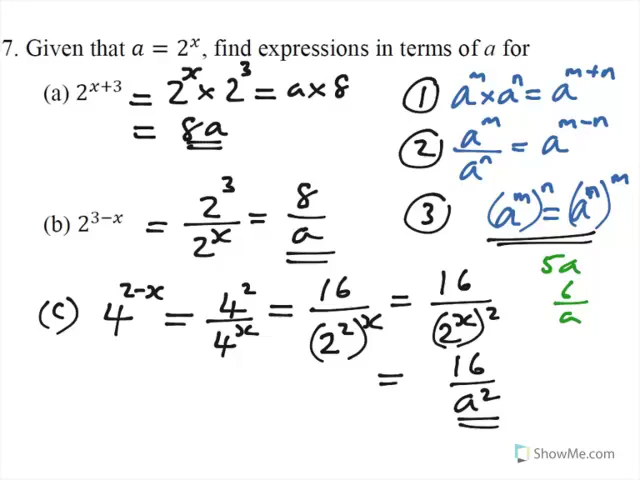 7. Given that a = 2^x, find expressions in terms of a for
(a) 2^{x+3} = 2^x × 2^3 = a × 8
= 8a
① a^m × a^n = a^{m+n}
② a^m / a^n = a^{m-n}
(b) 2^{3−x} = 2^3 / 2^x = 8 / a
③ (a^m)^n = (a^n)^m
5a
6 / a
(c) 4^{2-x} = 4^2 / 4^x = 16 / (2^2)^x = 16 / (2^x)^2
= 16 / a^2
ShowMe.com